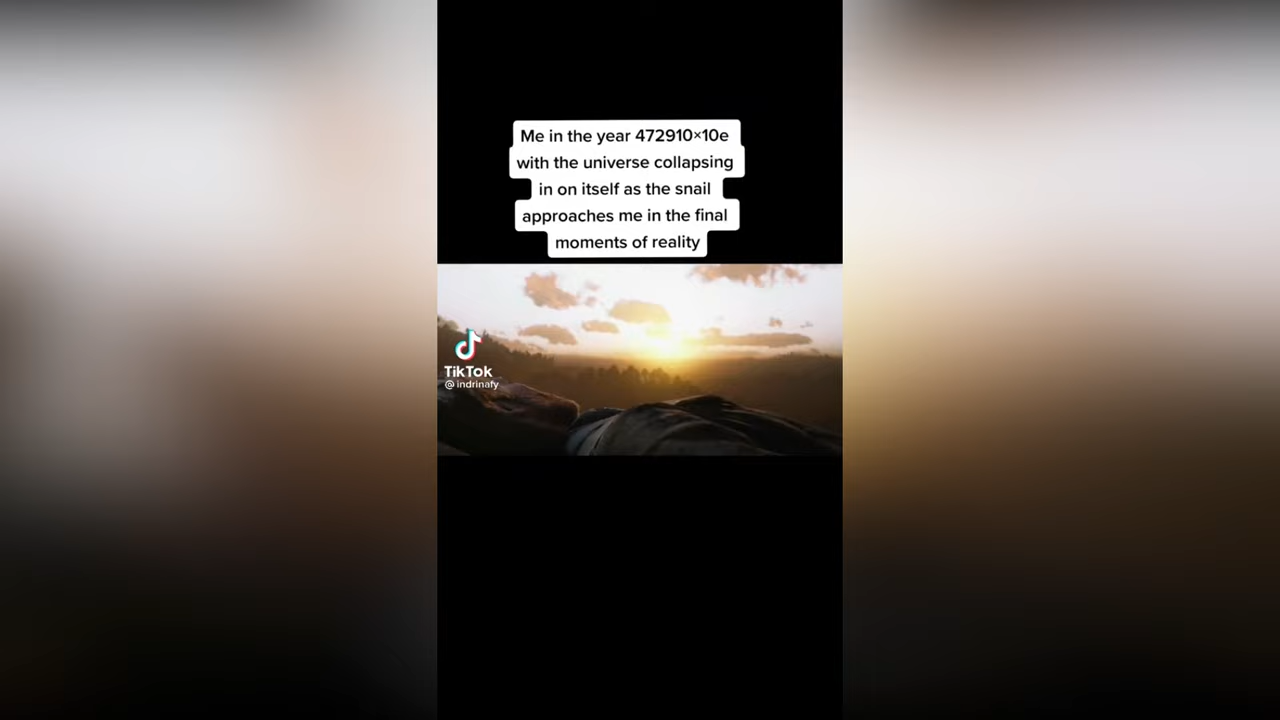 Me in the year 472910×10e
with the universe collapsing
in on itself as the snail
approaches me in the final
moments of reality
TikTok
@indrinafy